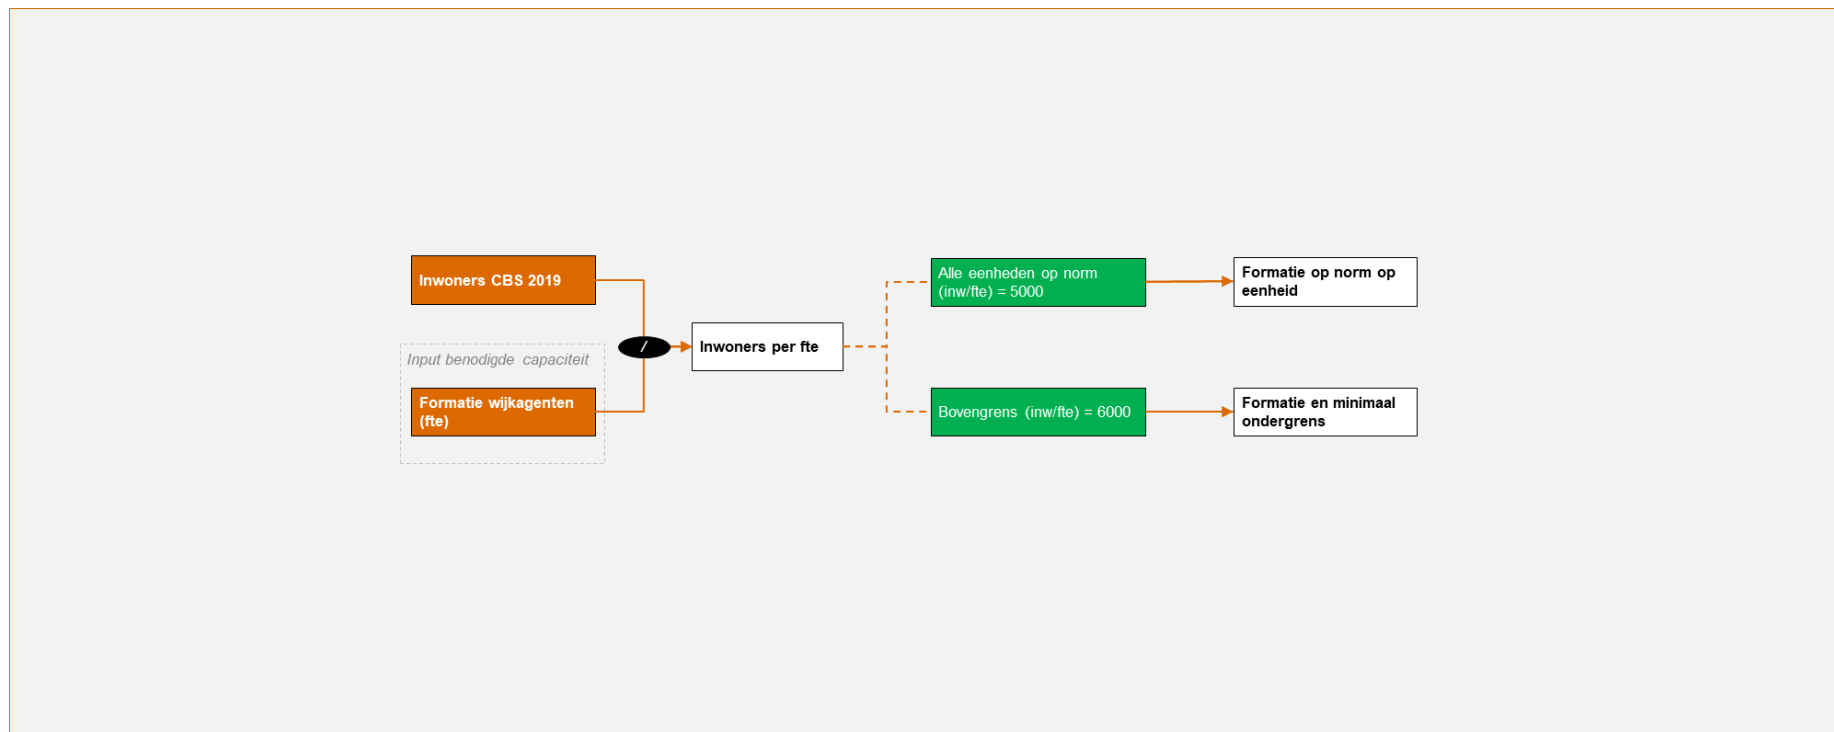 Inwoners CBS 2019
Input benodigde capaciteit
Formatie wijkagenten
(fte)
/
Inwoners per fte
Alle eenheden op norm
(inw/fte) = 5000
Bovengrens (inw/fte) = 6000
Formatie op norm op
eenheid
Formatie en minimaal
ondergrens